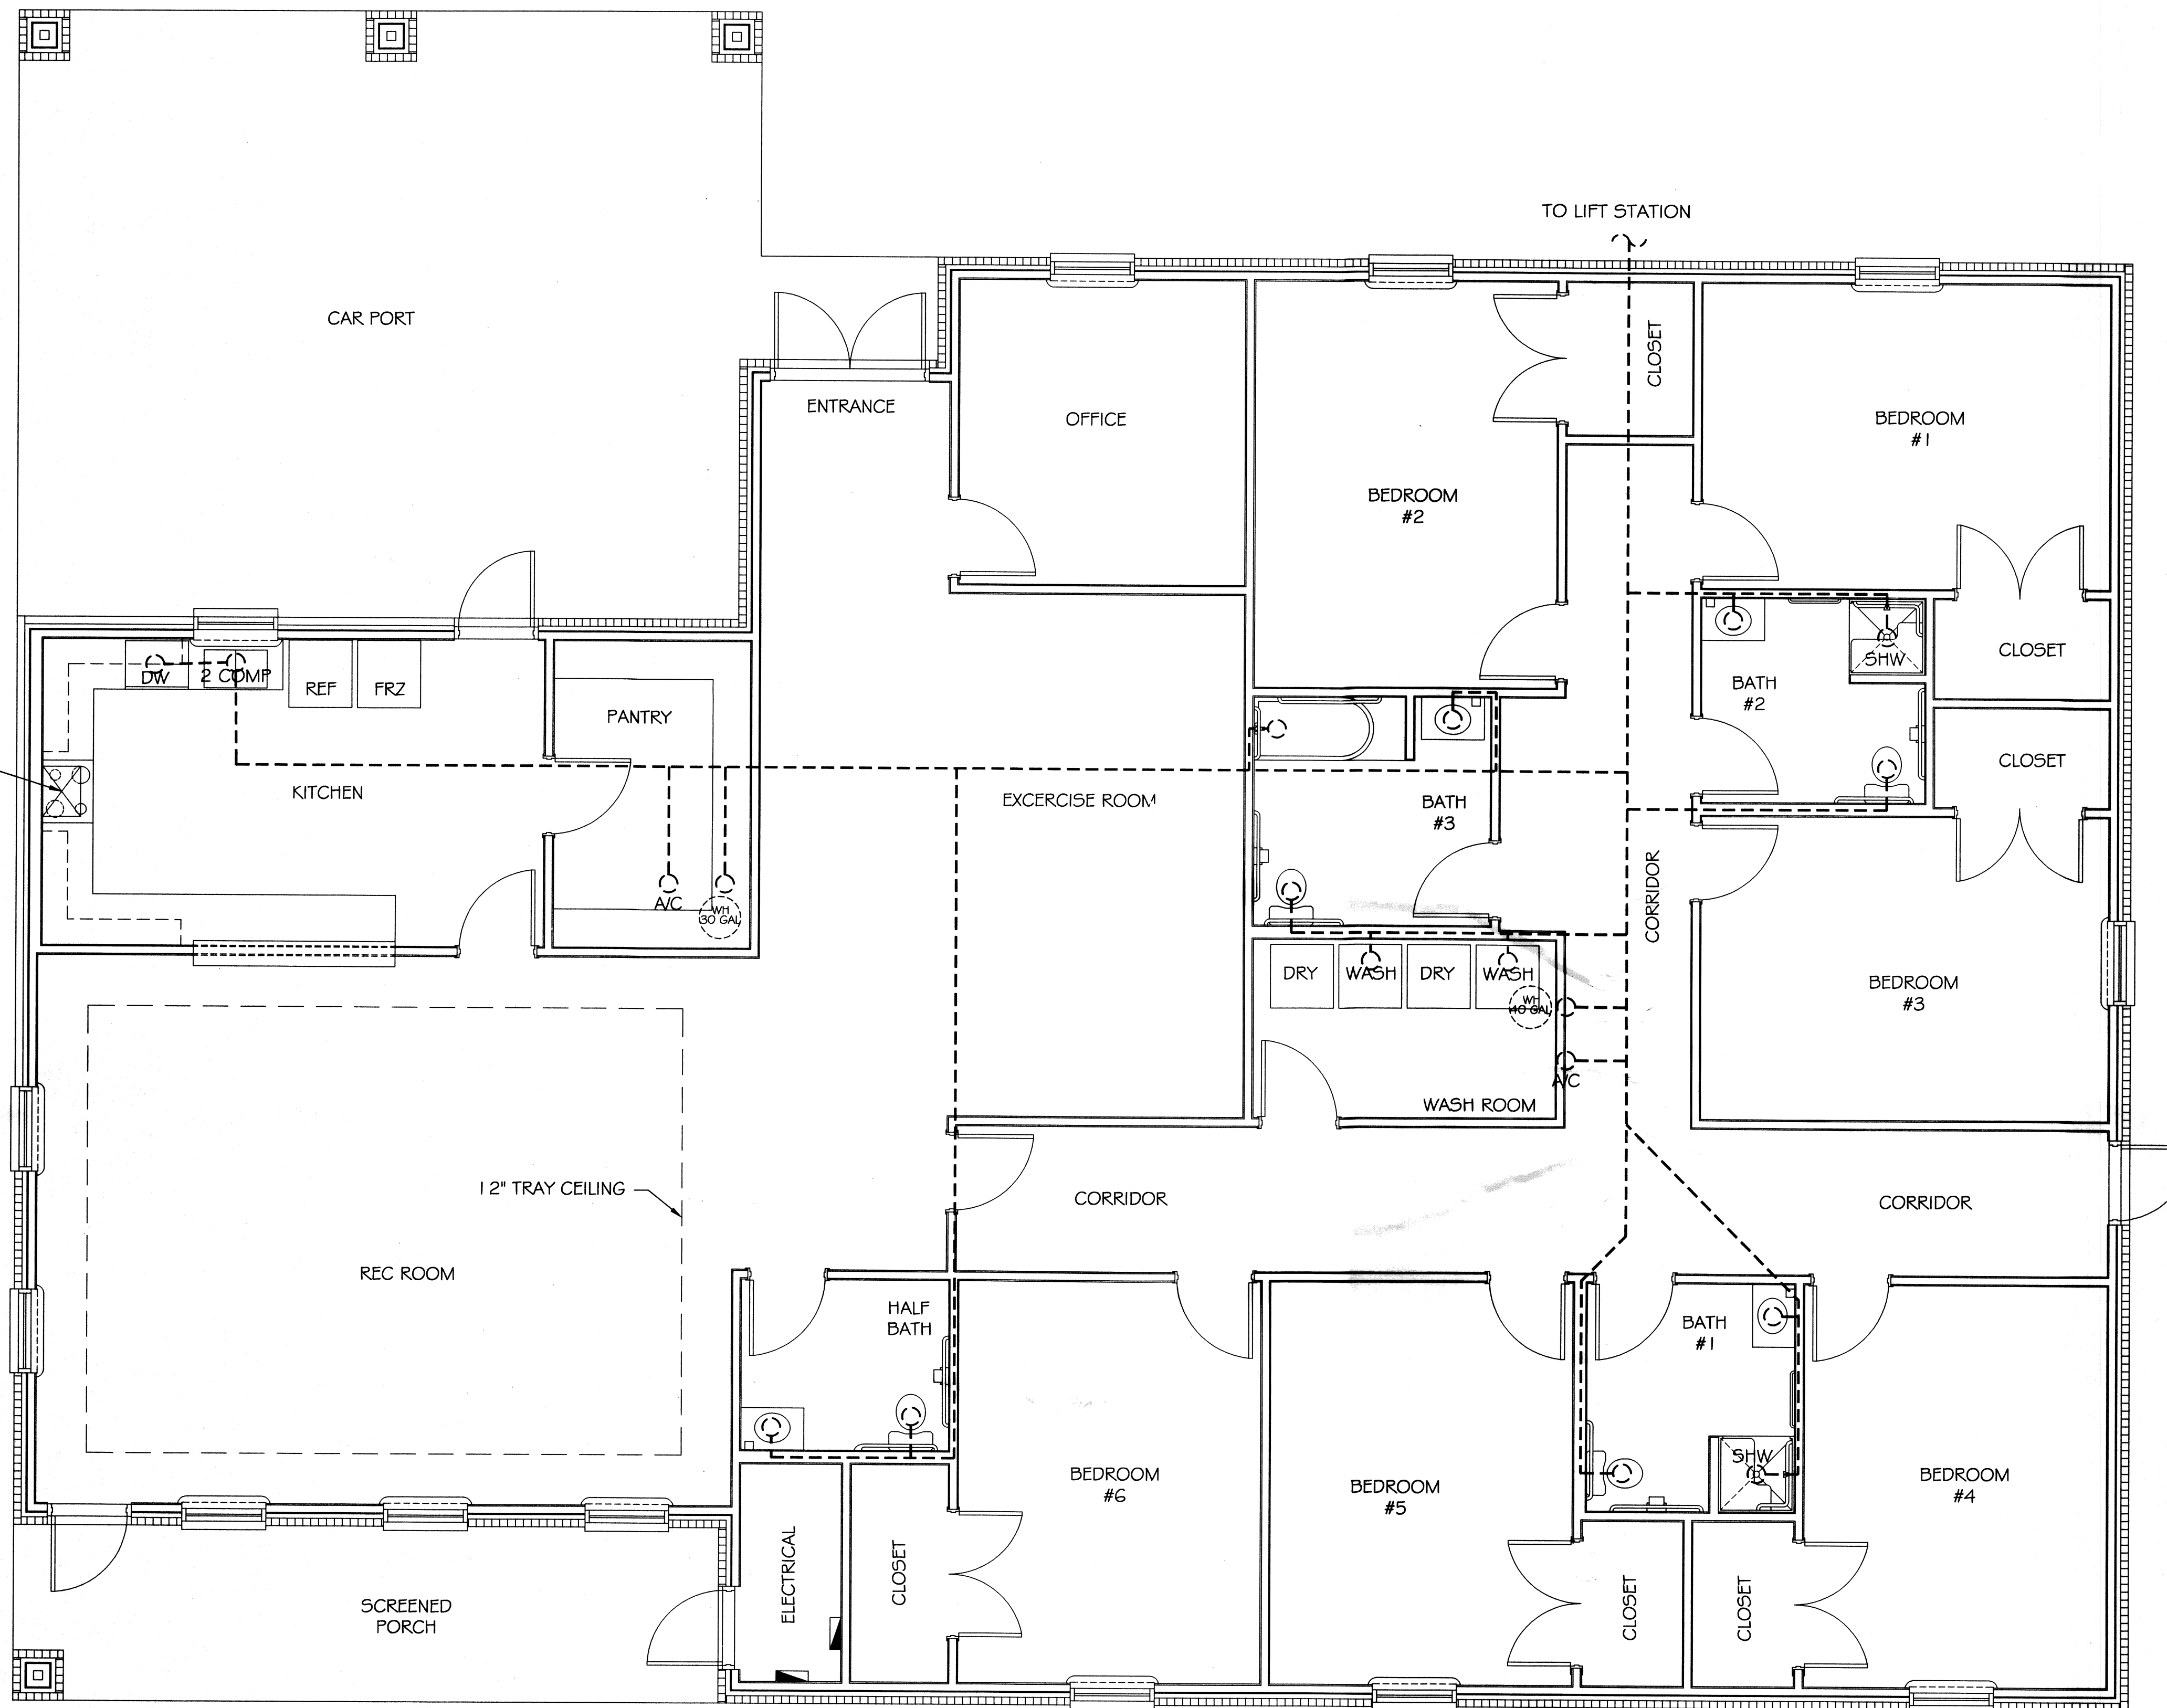 TO LIFT STATION
CAR PORT
CLOSET
ENTRANCE
OFFICE
BEDROOM
#1
BEDROOM
#2
DW
2 COMP
REF
FRZ
SHW
CLOSET
PANTRY
BATH
#2
CLOSET
KITCHEN
EXCERCISE ROOM
BATH
#3
CORRIDOR
A/C
WH
30 GAL
DRY
WASH
DRY
WASH
WH
40 GAL
BEDROOM
#3
A/C
WASH ROOM
12" TRAY CEILING
CORRIDOR
CORRIDOR
REC ROOM
HALF
BATH
BATH
#1
SHW
BEDROOM
#6
BEDROOM
#5
BEDROOM
#4
ELECTRICAL
CLOSET
CLOSET
CLOSET
SCREENED
PORCH